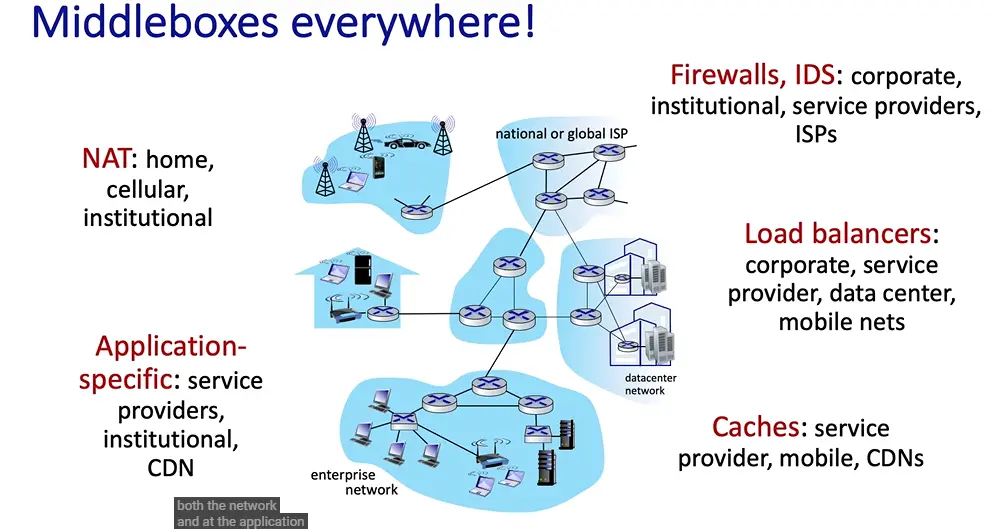 Middleboxes everywhere!
NAT: home,
cellular,
institutional
national or global ISP
Firewalls, IDS: corporate,
institutional, service providers,
ISPs
Load balancers:
corporate, service
provider, data center,
mobile nets
Application-
specific: service
providers,
institutional,
CDN
datacenter
network
Caches: service
provider, mobile, CDNs
enterprise
network
both the network
and at the application